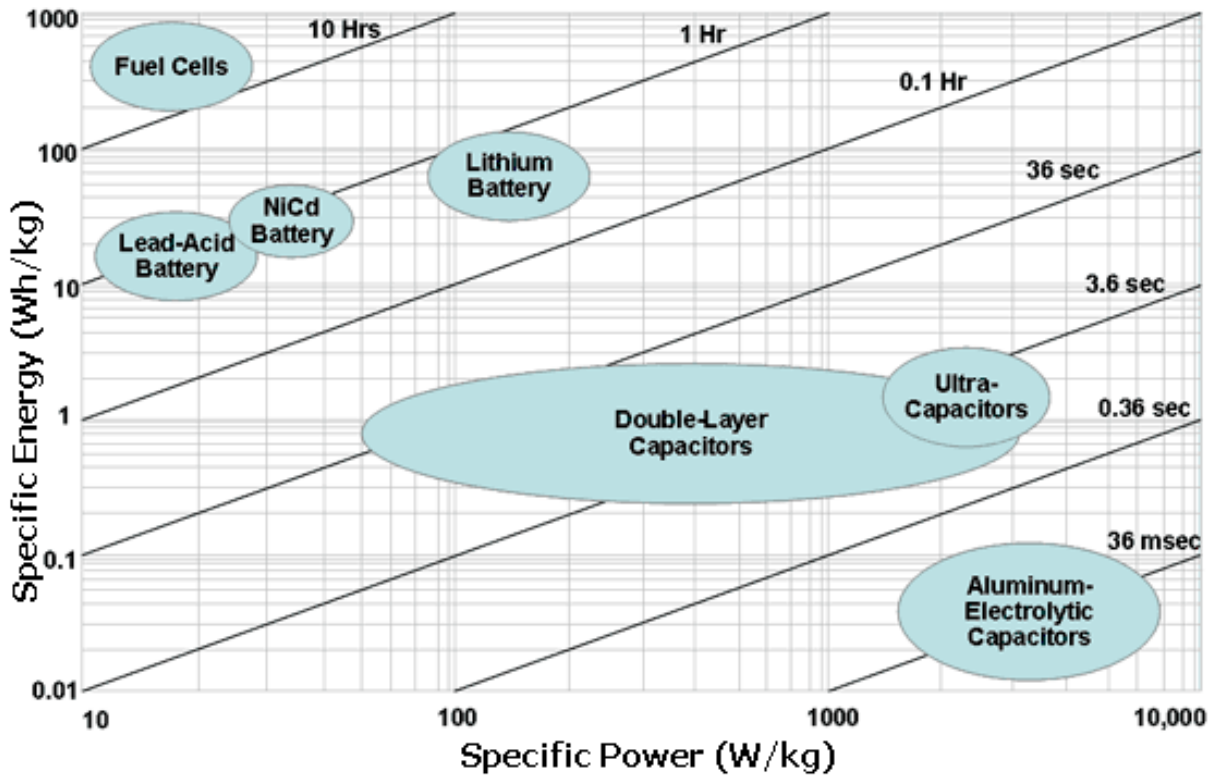 1000
10 Hrs
1 Hr
Fuel Cells
0.1 Hr
100
Lithium
Battery
36 sec
NiCd
Battery
Lead-Acid
Battery
10
3.6 sec
Ultra-
Capacitors
0.36 sec
1
Double-Layer
Capacitors
0.1
36 msec
Aluminum-
Electrolytic
Capacitors
0.01
10
100
1000
10,000
Specific Energy (Wh/kg)
Specific Power (W/kg)